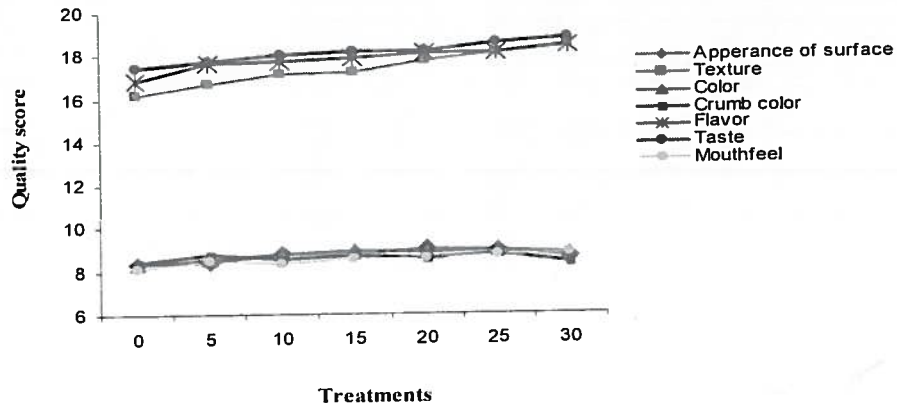 20
18
16
14
12
10
8
6
Quality score
0 5 10 15 20 25 30
Treatments
Apperance of surface
Texture
Color
Crumb color
Flavor
Taste
Mouthfeel